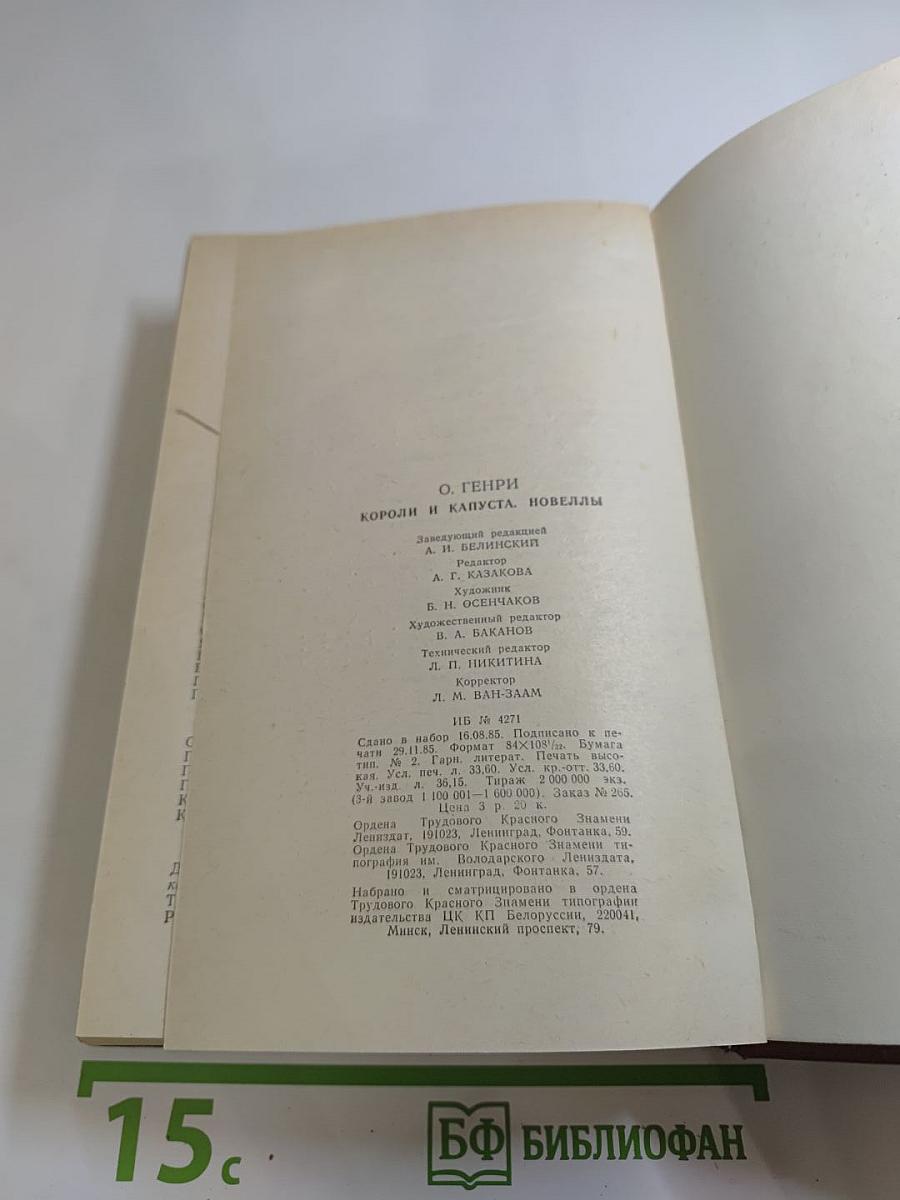 О. ГЕНРИ
КОРОЛИ И КАПУСТА. НОВЕЛЛЫ
Заведующий редакцией
А. И. БЕЛИНСКИЙ
Редактор
А. Г. КАЗАКОВА
Художник
Б. Н. ОСЕНЧАКОВ
Художественный редактор
В. А. БАКАНОВ
Технический редактор
Л. П. НИКИТИНА
Корректор
Л. М. ВАН-ЗААМ
ИБ № 4271
Сдано в набор 16.08.85. Подписано к пе-
чати 29.11.85. Формат 84×108¹/₃₂. Бумага
тип. № 2. Гарн. литерат. Печать высо-
кая. Усл. печ. л. 33,60. Усл. кр.-отт. 33,60.
Уч.-изд. л. 36,15. Тираж 2 000 000 экз.
(3-й завод 1 100 001—1 600 000). Заказ № 265.
Цена 3 р. 20 к.
Ордена Трудового Красного Знамени
Лениздат, 191023, Ленинград, Фонтанка, 59.
Ордена Трудового Красного Знамени ти-
пография им. Володарского Лениздата,
191023, Ленинград, Фонтанка, 57.
Набрано и сматрицировано в ордена
Трудового Красного Знамени типографии
издательства ЦК КП Белоруссии, 220041,
Минск, Ленинский проспект, 79.
15 с
БФ БИБЛИОФАН